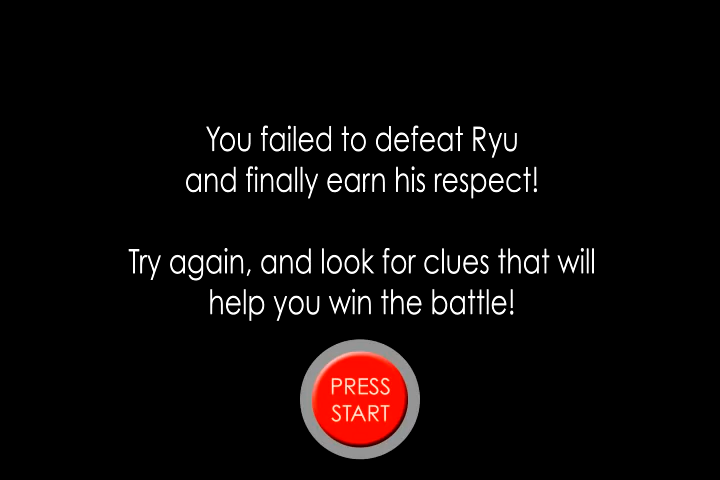 You failed to defeat Ryu
and finally earn his respect!
Try again, and look for clues that will
help you win the battle!
PRESS
START